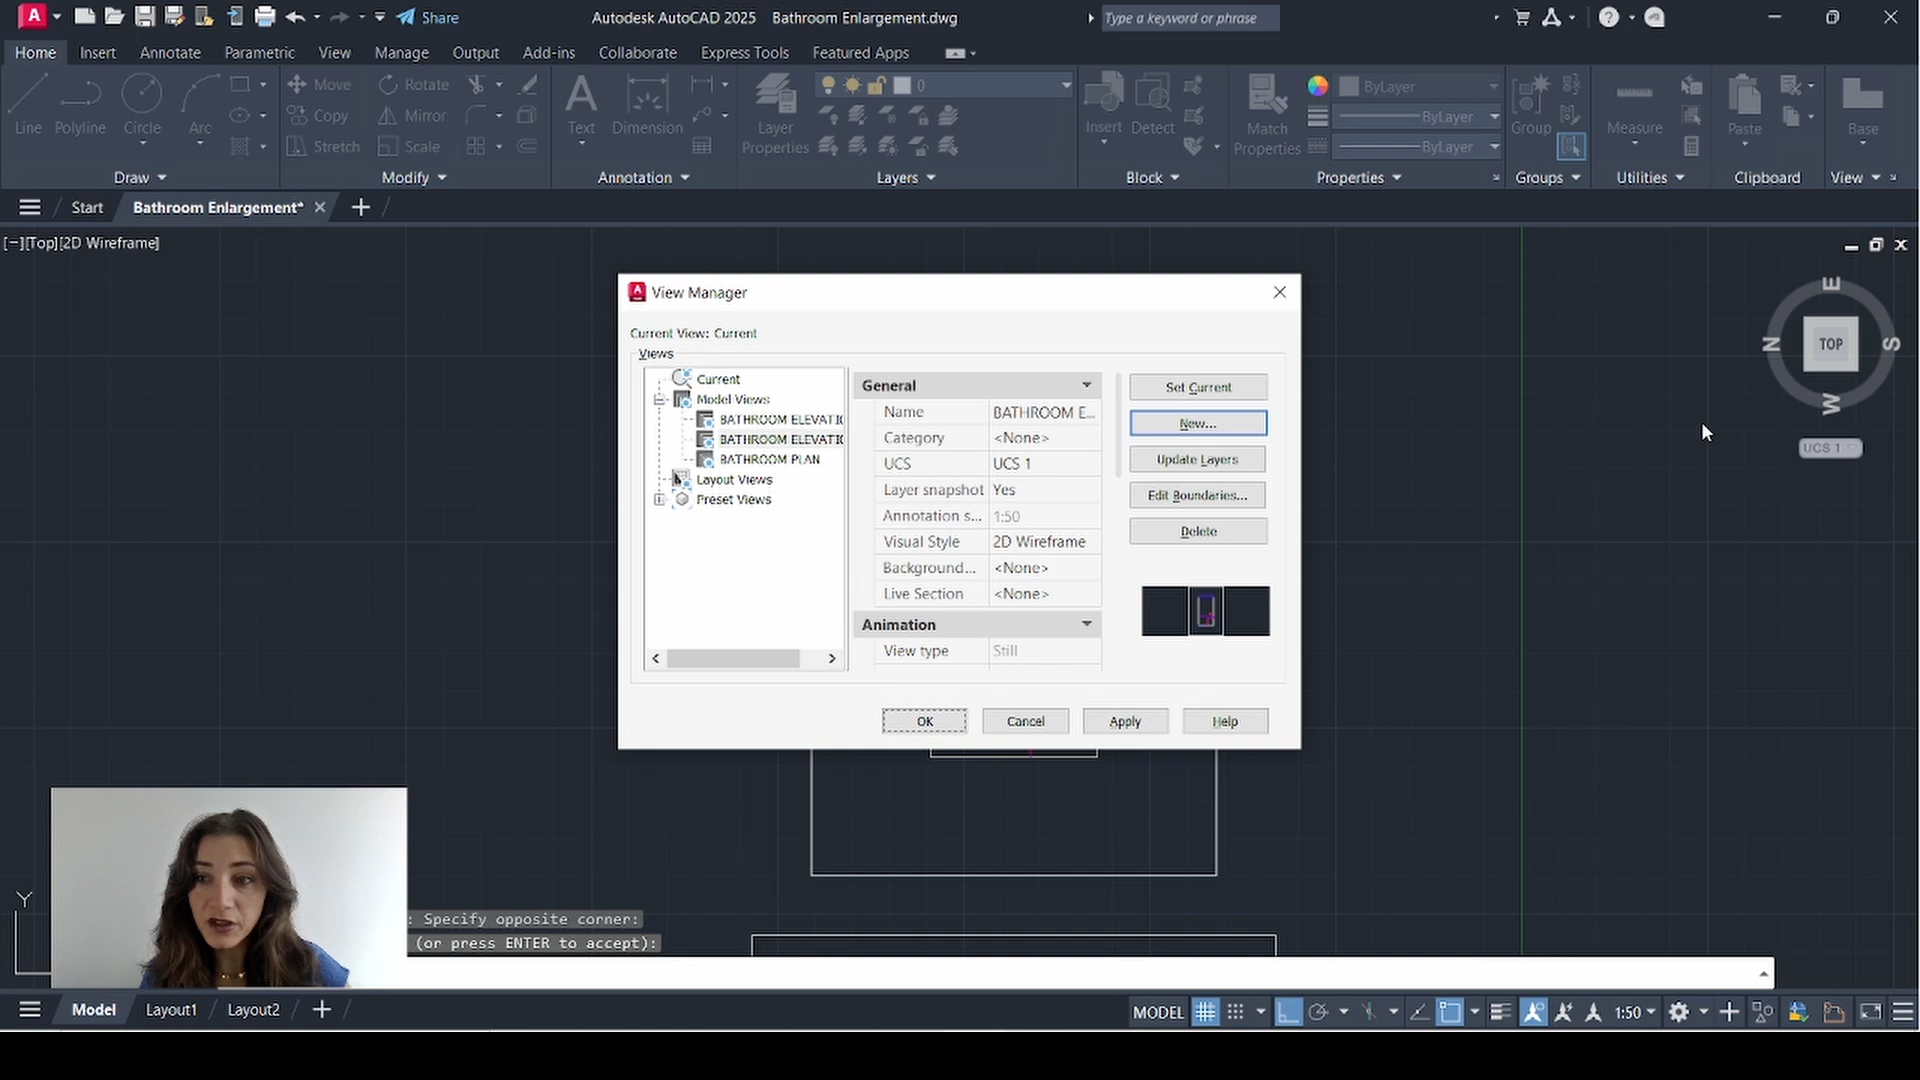 Share
Autodesk AutoCAD 2025 Bathroom Enlargement.dwg
Type a keyword or phrase
Home Insert Annotate Parametric View Manage Output Add-ins Collaborate Express Tools Featured Apps
Line Polyline Circle Arc
Move Rotate
Copy Mirror
Stretch Scale
Text Dimension
Layer Properties
0
Insert Detect
Match Properties
ByLayer
ByLayer
ByLayer
Group
Measure
Paste
Base
Draw Modify Annotation Layers Block Properties Groups Utilities Clipboard View
Start Bathroom Enlargement*
[−][Top][2D Wireframe]
E
N TOP S
W
UCS 1
View Manager
Current View: Current
Views
Current
Model Views
BATHROOM ELEVATI
BATHROOM ELEVATI
BATHROOM PLAN
Layout Views
Preset Views
General
Name BATHROOM E...
Category <None>
UCS UCS 1
Layer snapshot Yes
Annotation s... 1:50
Visual Style 2D Wireframe
Background... <None>
Live Section <None>
Animation
View type Still
Set Current
New...
Update Layers
Edit Boundaries...
Delete
OK Cancel Apply Help
: Specify opposite corner:
(or press ENTER to accept):
Y
Model Layout1 Layout2
MODEL 1:50